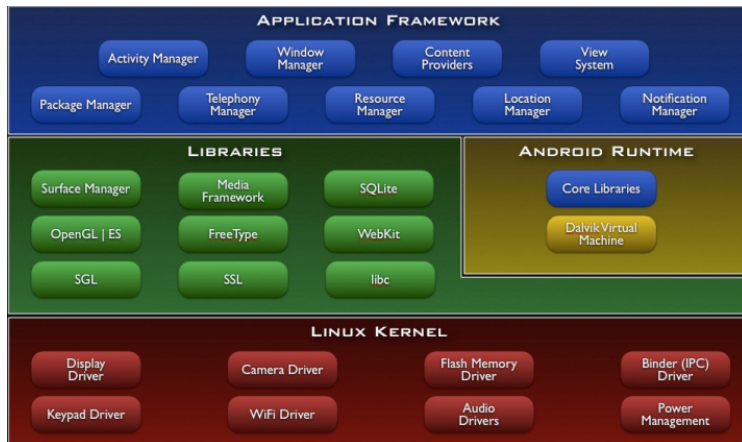 APPLICATION FRAMEWORK
Activity Manager
Window
Manager
Content
Providers
View
System
Package Manager
Telephony
Manager
Resource
Manager
Location
Manager
Notification
Manager
LIBRARIES
Surface Manager
Media
Framework
SQLite
OpenGL | ES
FreeType
WebKit
SGL
SSL
libc
ANDROID RUNTIME
Core Libraries
Dalvik Virtual
Machine
LINUX KERNEL
Display
Driver
Camera Driver
Flash Memory
Driver
Binder (IPC)
Driver
Keypad Driver
WiFi Driver
Audio
Drivers
Power
Management